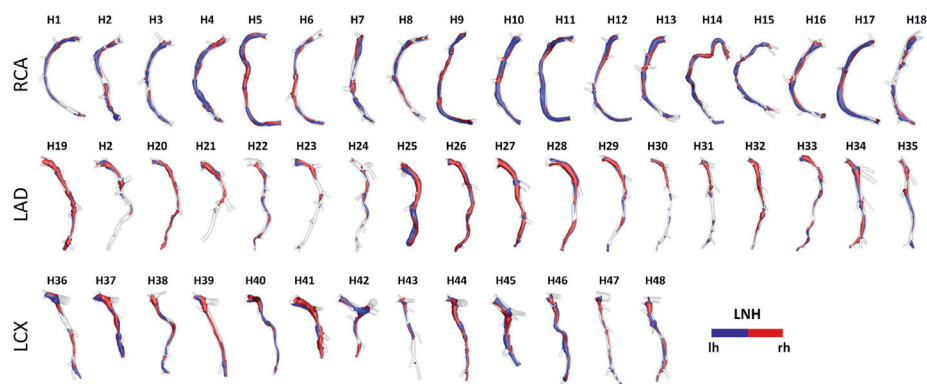 H1 H2 H3 H4 H5 H6 H7 H8 H9 H10 H11 H12 H13 H14 H15 H16 H17 H18
RCA
H19 H2 H20 H21 H22 H23 H24 H25 H26 H27 H28 H29 H30 H31 H32 H33 H34 H35
LAD
H36 H37 H38 H39 H40 H41 H42 H43 H44 H45 H46 H47 H48
LCX
LNH
lh rh